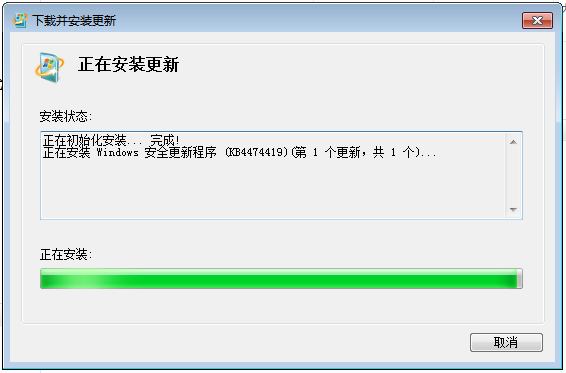 下载并安装更新
正在安装更新
安装状态:
正在初始化安装... 完成!
正在安装 Windows 安全更新程序 (KB4474419)(第 1 个更新，共 1 个)...
正在安装:
取消